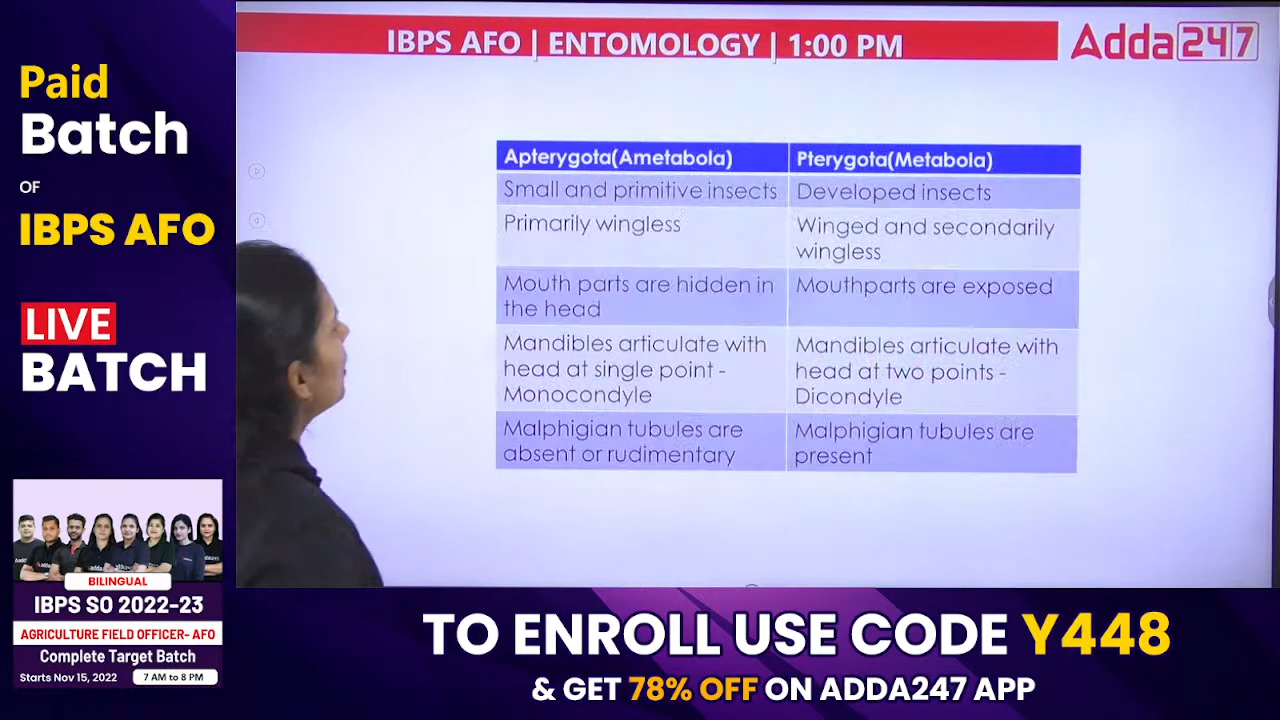 Paid
Batch
OF
IBPS AFO
LIVE
BATCH
BILINGUAL
IBPS SO 2022-23
AGRICULTURE FIELD OFFICER- AFO
Complete Target Batch
Starts Nov 15, 2022 7 AM to 8 PM
IBPS AFO | ENTOMOLOGY | 1:00 PM
Adda247
Apterygota(Ametabola) Pterygota(Metabola)
Small and primitive insects Developed insects
Primarily wingless Winged and secondarily
wingless
Mouth parts are hidden in Mouthparts are exposed
the head
Mandibles articulate with Mandibles articulate with
head at single point - head at two points -
Monocondyle Dicondyle
Malphigian tubules are Malphigian tubules are
absent or rudimentary present
TO ENROLL USE CODE Y448
& GET 78% OFF ON ADDA247 APP